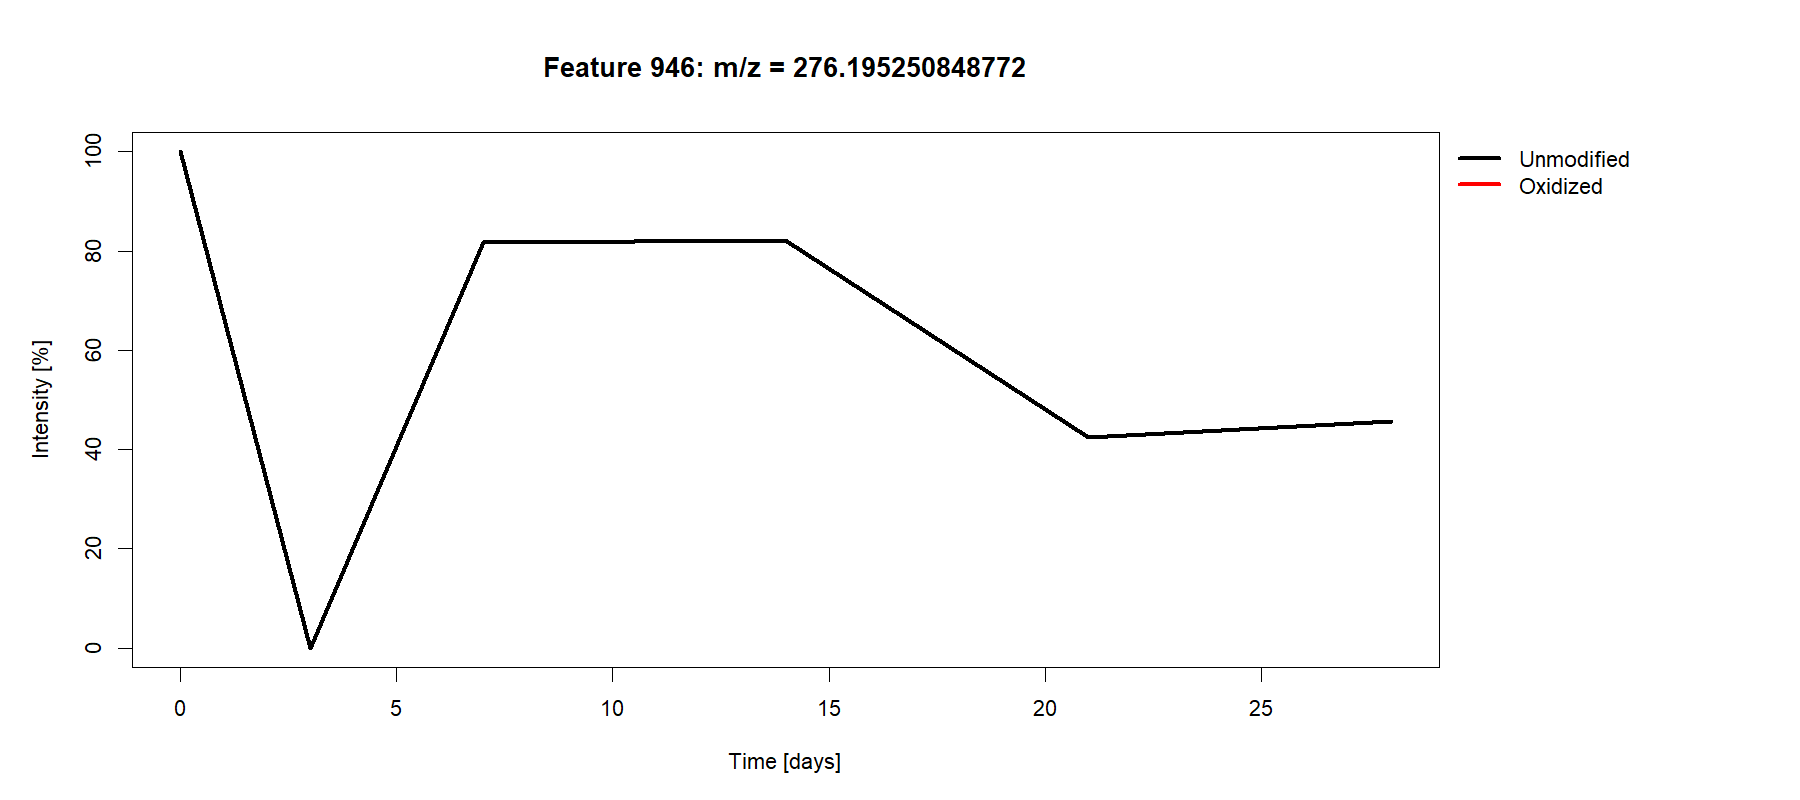 Feature 946: m/z = 276.195250848772
Unmodified
Oxidized
Intensity [%]
100
80
60
40
20
0
0 5 10 15 20 25
Time [days]